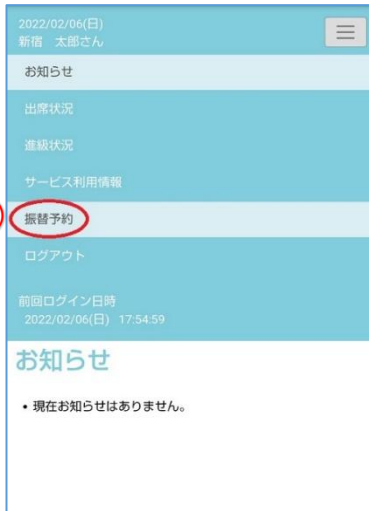 2022/02/06(日)
新宿　太郎さん
お知らせ
出席状況
進級状況
サービス利用情報
振替予約
ログアウト
前回ログイン日時
2022/02/06(日) 17:54:59
お知らせ
• 現在お知らせはありません。